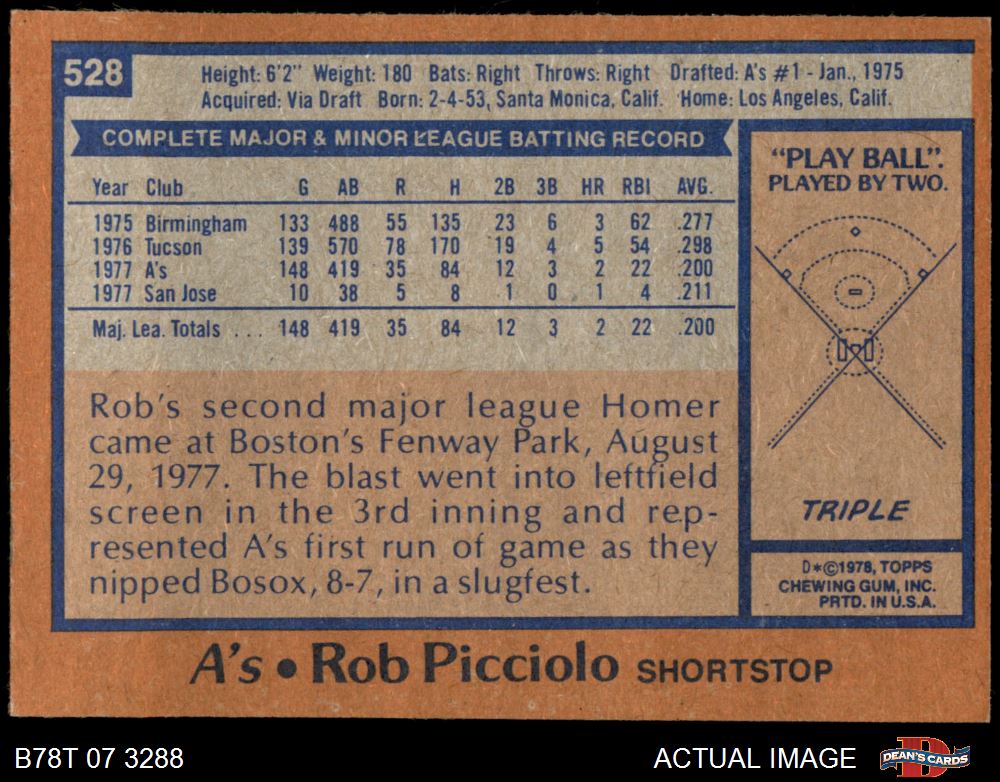 528
Height: 6'2" Weight: 180 Bats: Right Throws: Right Drafted: A's #1 - Jan., 1975
Acquired: Via Draft Born: 2-4-53, Santa Monica, Calif. Home: Los Angeles, Calif.
COMPLETE MAJOR & MINOR LEAGUE BATTING RECORD
Year Club G AB R H 2B 3B HR RBI AVG.
1975 Birmingham 133 488 55 135 23 6 3 62 .277
1976 Tucson 139 570 78 170 19 4 5 54 .298
1977 A's 148 419 35 84 12 3 2 22 .200
1977 San Jose 10 38 5 8 1 0 1 4 .211
Maj. Lea. Totals . . . 148 419 35 84 12 3 2 22 .200
Rob's second major league Homer
came at Boston's Fenway Park, August
29, 1977. The blast went into leftfield
screen in the 3rd inning and rep-
resented A's first run of game as they
nipped Bosox, 8-7, in a slugfest.
"PLAY BALL".
PLAYED BY TWO.
TRIPLE
D*©1978, TOPPS
CHEWING GUM, INC.
PRTD. IN U.S.A.
A's • Rob Picciolo SHORTSTOP
B78T 07 3288 ACTUAL IMAGE DEAN'S CARDS